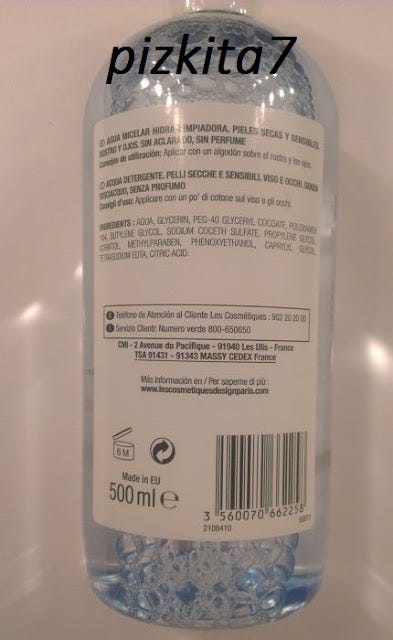 pizkita7
AGUA MICELAR HIDRA-LIMPIADORA. PIELES SECAS Y SENSIBLES.
ROSTRO Y OJOS. SIN ACLARADO, SIN PERFUME
Consejos de utilización: Aplicar con un algodón sobre el rostro y los ojos.
ACQUA DETERGENTE. PELLI SECCHE E SENSIBILI. VISO E OCCHI. SENZA
RISCIACQUO, SENZA PROFUMO
Consigli d'uso: Applicare con un po' di cotone sul viso e gli occhi.
INGREDIENTS : AQUA, GLYCERIN, PEG-40 GLYCERYL COCOATE, POLOXAMER
184, BUTYLENE GLYCOL, SODIUM COCETH SULFATE, PROPYLENE GLYCOL,
SORBITOL, METHYLPARABEN, PHENOXYETHANOL, CAPRYLYL GLYCOL,
TETRASODIUM EDTA, CITRIC ACID.
E Teléfono de Atención al Cliente Les Cosmétiques : 902 20 20 00
I Servizio Clienti: Numero verde 800-650650
CMI - 2 Avenue du Pacifique - 91940 Les Ulis - France
TSA 91431 - 91343 MASSY CEDEX France
Más información en / Per saperne di più :
www.lescosmetiquesdesignparis.com
6 M
Made in EU
500 ml e
3 560070 662258
2108410